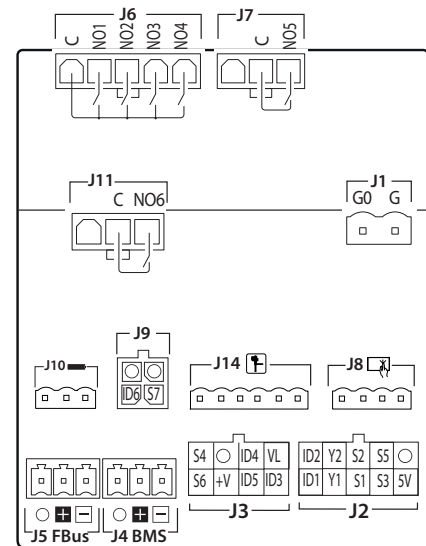 J6 J7
C NO1 NO2 NO3 NO4 C NO5
J11 J1
C NO6 G0 G
J9
J10 J14 J8
ID6 S7
S4 ID4 VL ID2 Y2 S2 S5
S6 +V ID5 ID3 ID1 Y1 S1 S3 5V
J3 J2
J5 FBus J4 BMS